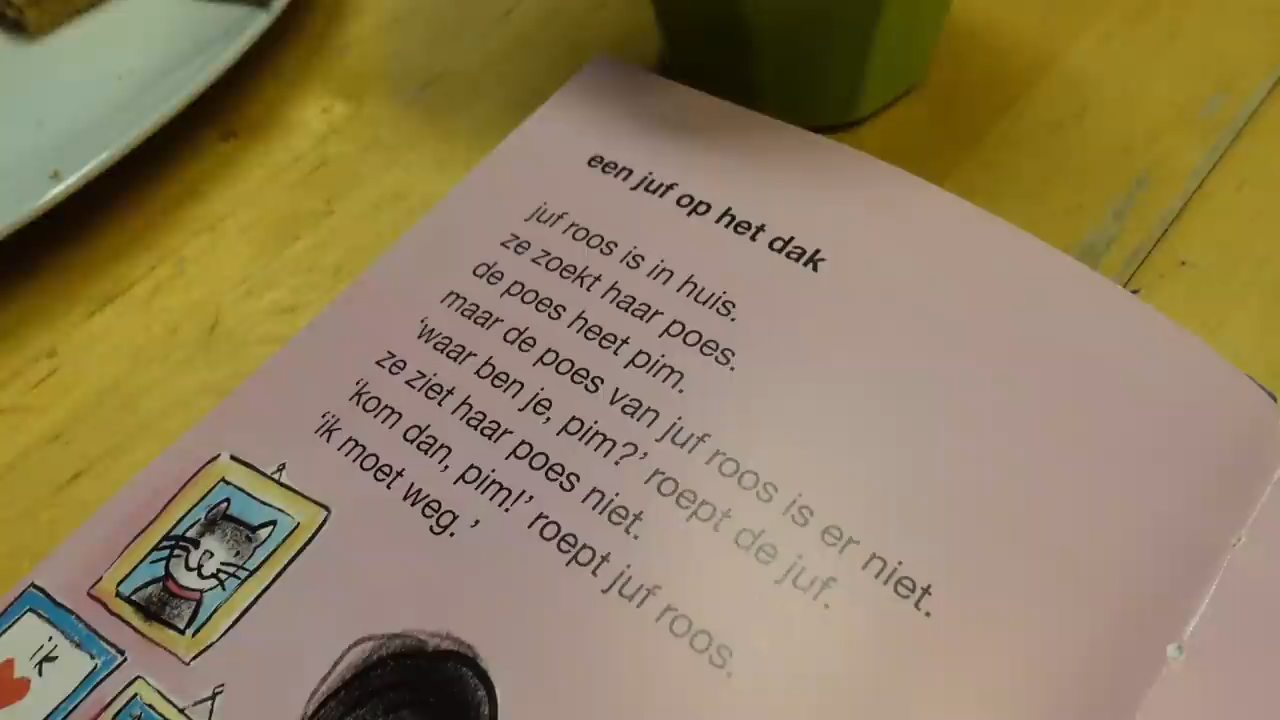 een juf op het dak
juf roos is in huis.
ze zoekt haar poes.
de poes heet pim.
maar de poes van juf roos is er niet.
‘waar ben je, pim?’ roept de juf.
ze ziet haar poes niet.
‘kom dan, pim!’ roept juf roos.
‘ik moet weg.’
ik